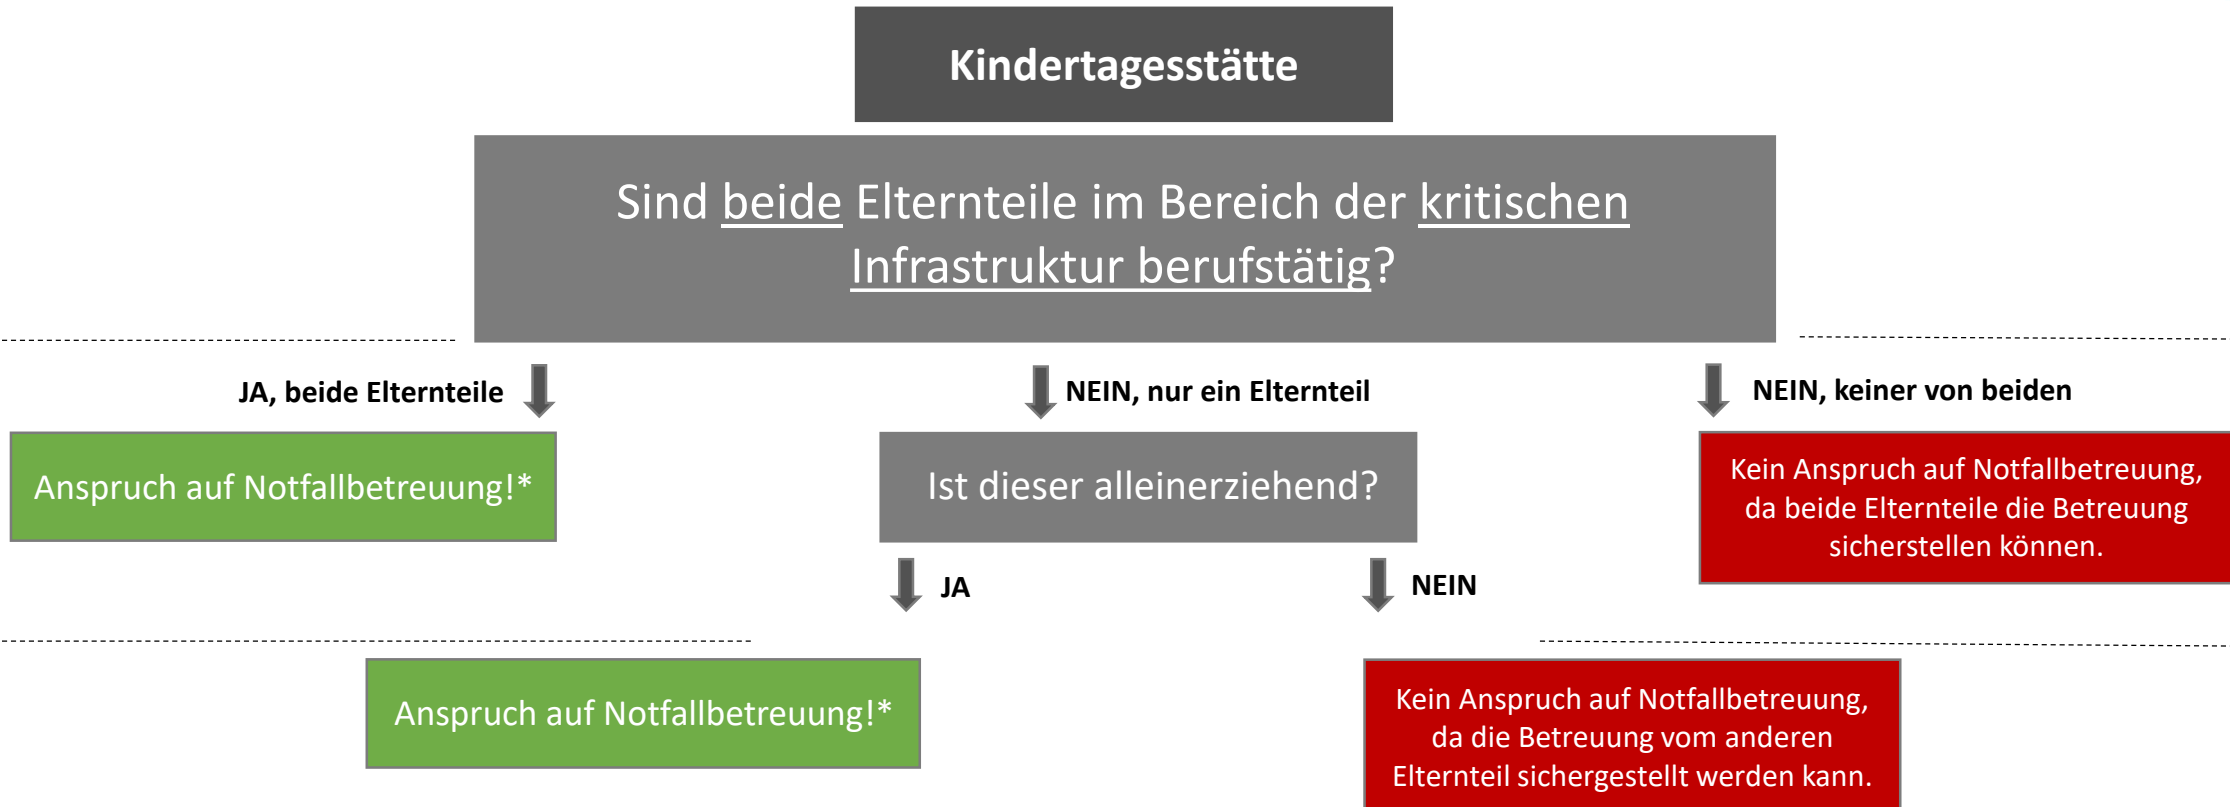 Kindertagesstätte
Sind beide Elternteile im Bereich der kritischen
Infrastruktur berufstätig?
JA, beide Elternteile
NEIN, nur ein Elternteil
NEIN, keiner von beiden
Anspruch auf Notfallbetreuung!*
Ist dieser alleinerziehend?
Kein Anspruch auf Notfallbetreuung,
da beide Elternteile die Betreuung
sicherstellen können.
JA
NEIN
Anspruch auf Notfallbetreuung!*
Kein Anspruch auf Notfallbetreuung,
da die Betreuung vom anderen
Elternteil sichergestellt werden kann.